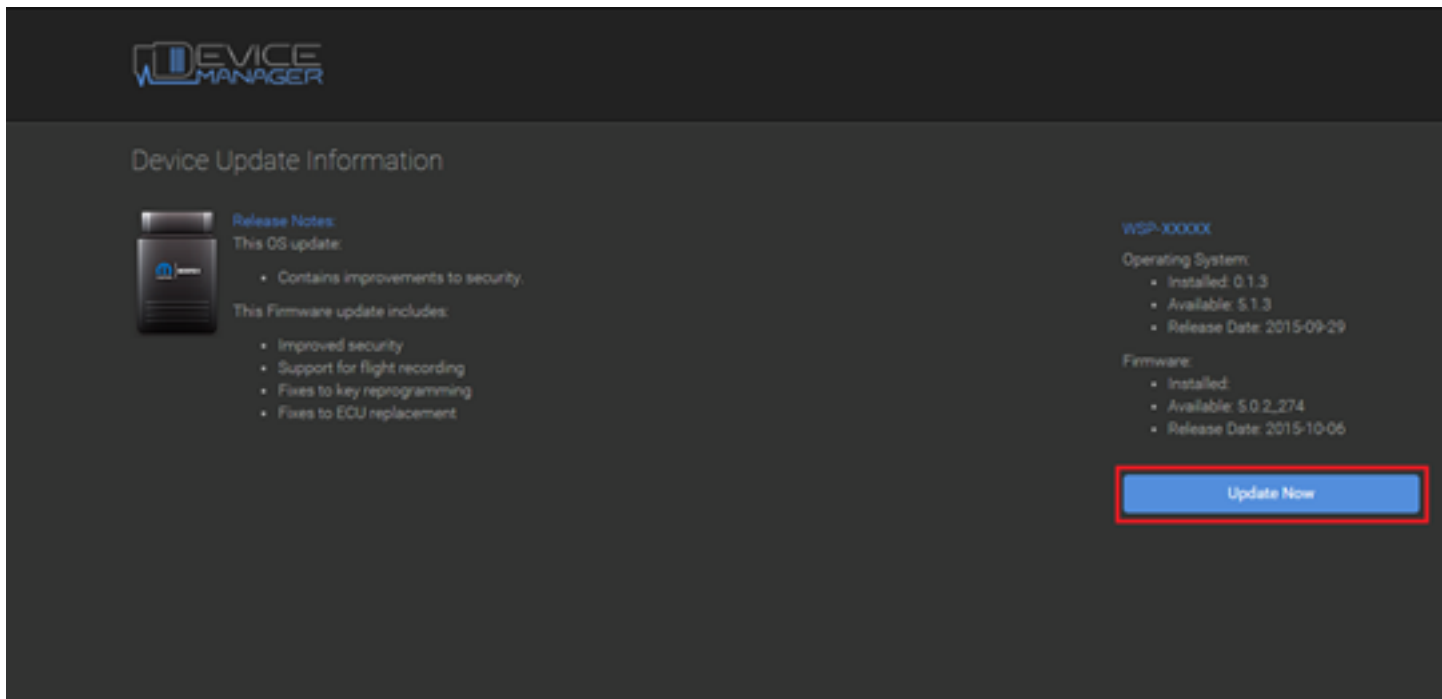 DEVICE
MANAGER
Device Update Information
Release Notes:
This OS update:
• Contains improvements to security.
This Firmware update includes:
• Improved security
• Support for flight recording
• Fixes to key reprogramming
• Fixes to ECU replacement
WSP-XXXXX
Operating System:
• Installed: 0.1.3
• Available: 5.1.3
• Release Date: 2015-09-29
Firmware:
• Installed:
• Available: 5.0.2_274
• Release Date: 2015-10-06
Update Now